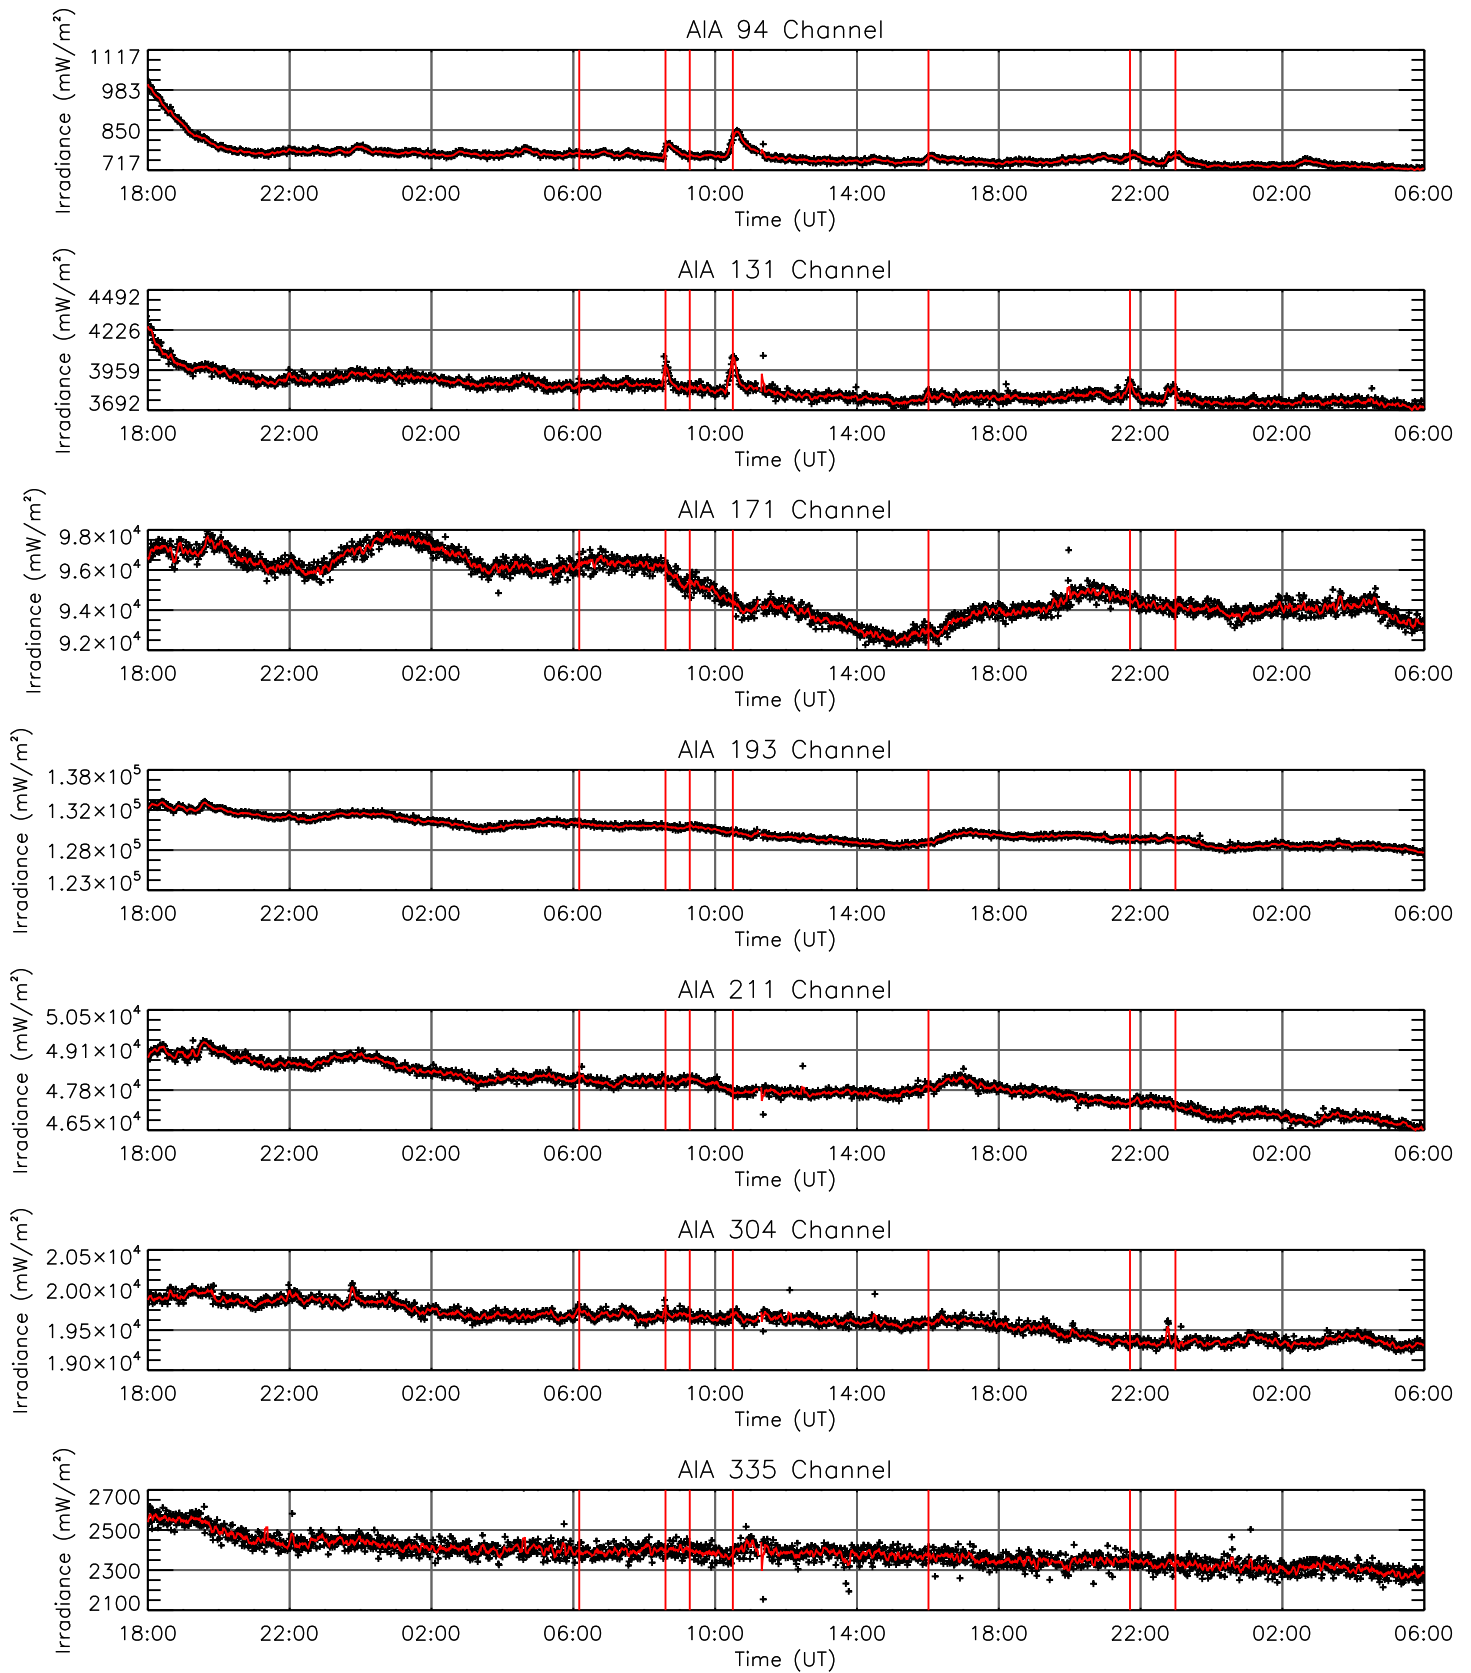 AIA 94 Channel
Irradiance (mW/m²)
1117
983
850
717
18:00 22:00 02:00 06:00 10:00 14:00 18:00 22:00 02:00 06:00
Time (UT)
AIA 131 Channel
Irradiance (mW/m²)
4492
4226
3959
3692
18:00 22:00 02:00 06:00 10:00 14:00 18:00 22:00 02:00 06:00
Time (UT)
AIA 171 Channel
Irradiance (mW/m²)
9.8×10⁴
9.6×10⁴
9.4×10⁴
9.2×10⁴
18:00 22:00 02:00 06:00 10:00 14:00 18:00 22:00 02:00 06:00
Time (UT)
AIA 193 Channel
Irradiance (mW/m²)
1.38×10⁵
1.32×10⁵
1.28×10⁵
1.23×10⁵
18:00 22:00 02:00 06:00 10:00 14:00 18:00 22:00 02:00 06:00
Time (UT)
AIA 211 Channel
Irradiance (mW/m²)
5.05×10⁴
4.91×10⁴
4.78×10⁴
4.65×10⁴
18:00 22:00 02:00 06:00 10:00 14:00 18:00 22:00 02:00 06:00
Time (UT)
AIA 304 Channel
Irradiance (mW/m²)
2.05×10⁴
2.00×10⁴
1.95×10⁴
1.90×10⁴
18:00 22:00 02:00 06:00 10:00 14:00 18:00 22:00 02:00 06:00
Time (UT)
AIA 335 Channel
Irradiance (mW/m²)
2700
2500
2300
2100
18:00 22:00 02:00 06:00 10:00 14:00 18:00 22:00 02:00 06:00
Time (UT)